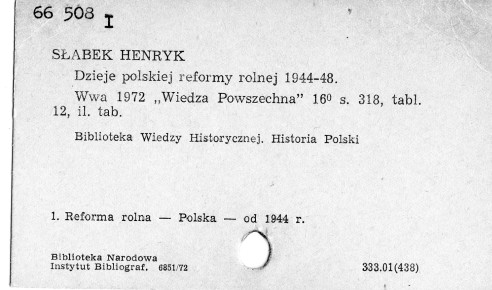 66 508 I
SŁABEK HENRYK
Dzieje polskiej reformy rolnej 1944-48.
Wwa 1972 „Wiedza Powszechna" 16⁰ s. 318, tabl.
12, il. tab.
Biblioteka Wiedzy Historycznej. Historia Polski
1. Reforma rolna — Polska — od 1944 r.
Biblioteka Narodowa
Instytut Bibliograf. 6851/72
333.01(438)